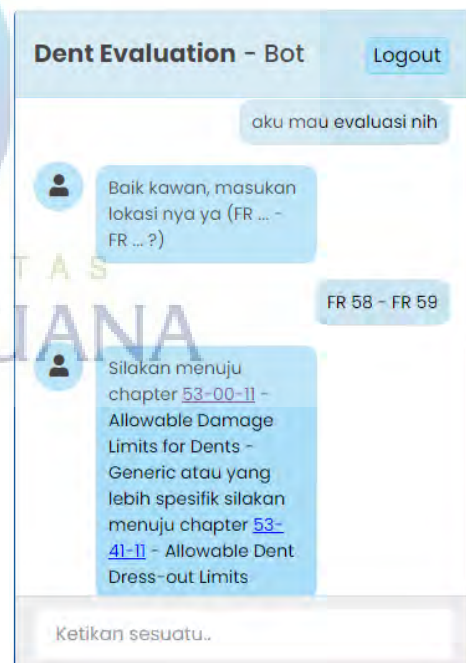 Dent Evaluation - Bot
Logout
aku mau evaluasi nih
Baik kawan, masukan
lokasi nya ya (FR ... -
FR ... ?)
T A S
FR 58 - FR 59
UANA
Silakan menuju
chapter 53-00-11 -
Allowable Damage
Limits for Dents -
Generic atau yang
lebih spesifik silakan
menuju chapter 53-
41-11 - Allowable Dent
Dress-out Limits
Ketikan sesuatu..